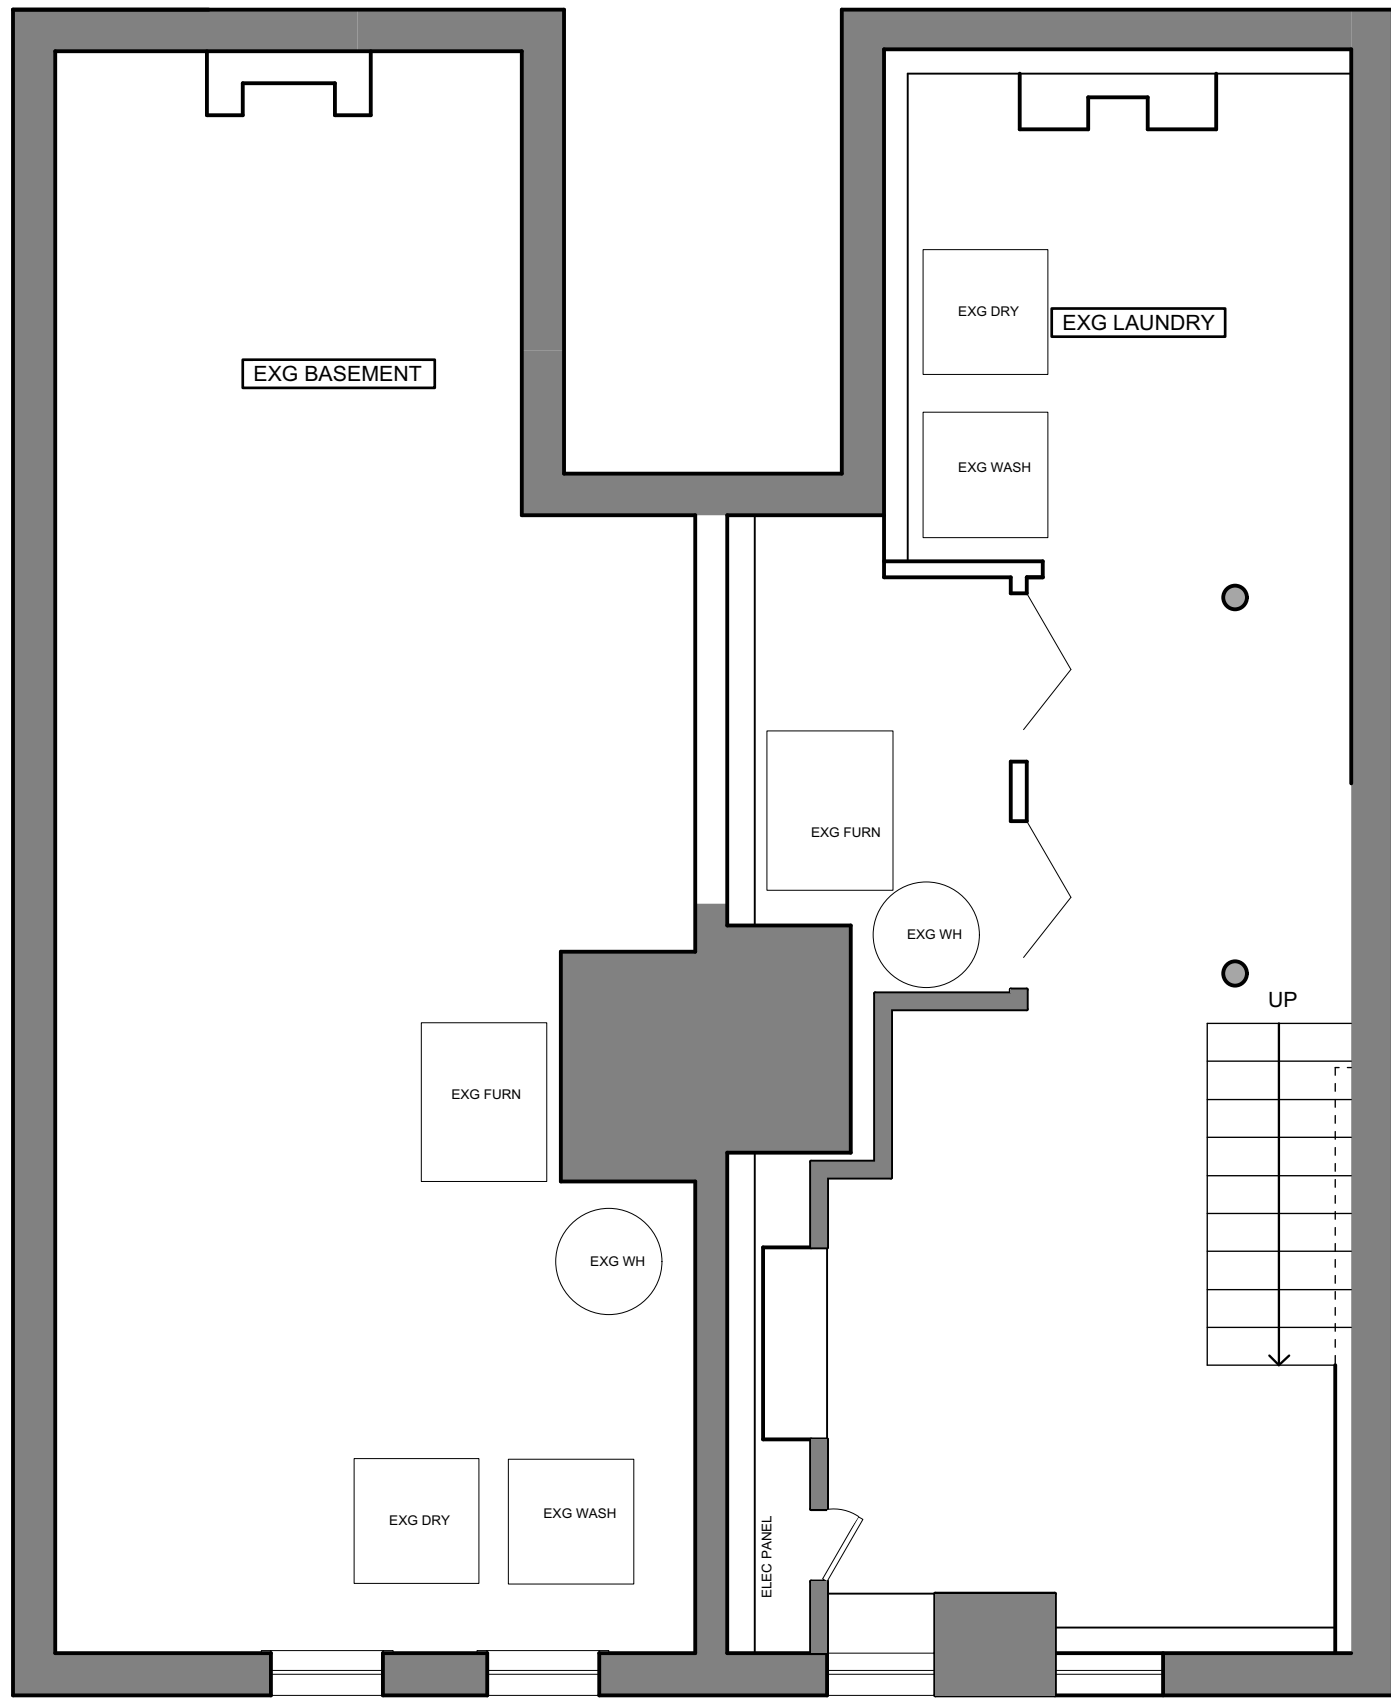 EXG DRY
EXG LAUNDRY
EXG BASEMENT
EXG WASH
EXG FURN
EXG WH
UP
EXG FURN
EXG WH
EXG DRY
EXG WASH
ELEC PANEL